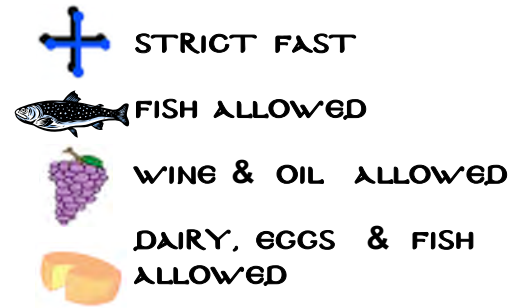 STRICT FAST
FISH ALLOWED
WINE & OIL ALLOWED
DAIRY, EGGS & FISH
ALLOWED